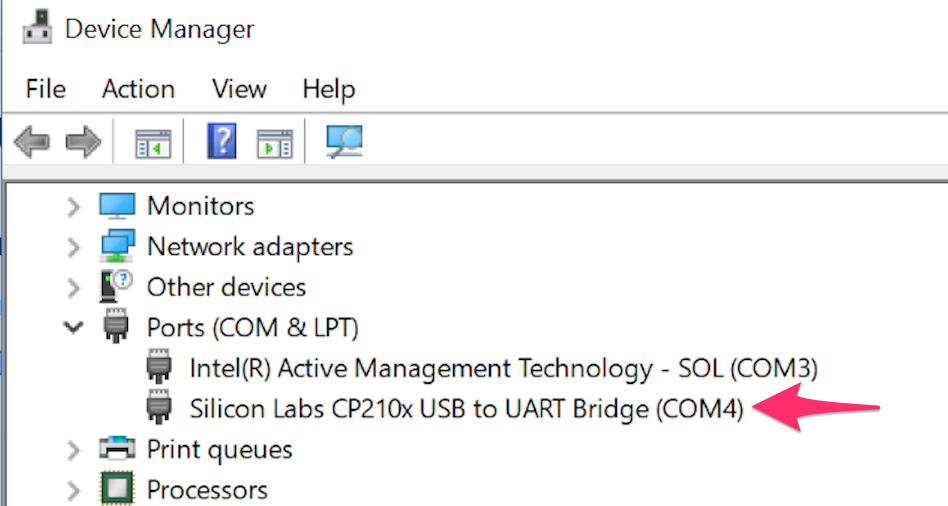 Device Manager
File Action View Help
?
Monitors
Network adapters
?
Other devices
Ports (COM & LPT)
Intel(R) Active Management Technology - SOL (COM3)
Silicon Labs CP210x USB to UART Bridge (COM4)
Print queues
Processors